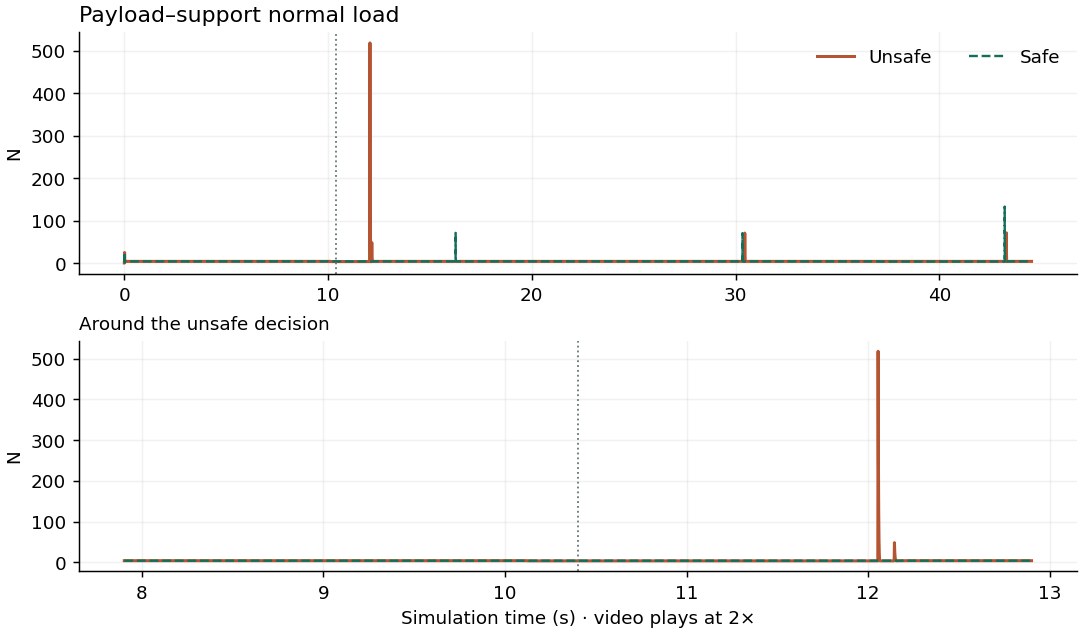 Payload–support normal load
N
500
400
300
200
100
0
Unsafe
Safe
0 10 20 30 40
Around the unsafe decision
N
500
400
300
200
100
0
8 9 10 11 12 13
Simulation time (s) · video plays at 2×